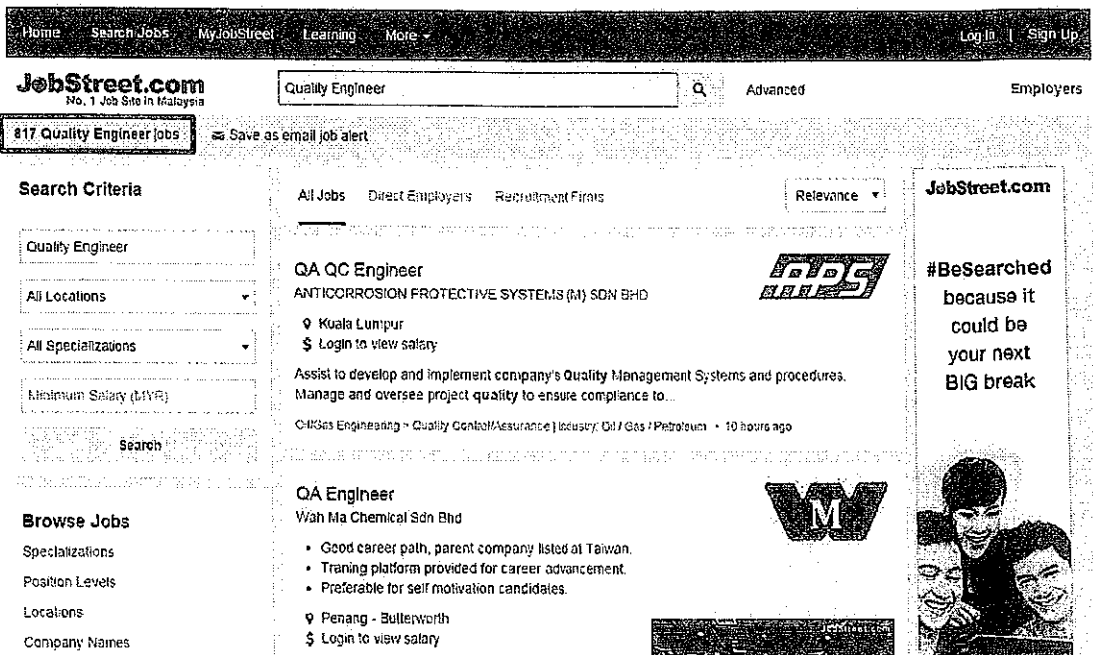 Home Search Jobs MyJobStreet Learning More Log In | Sign Up
JobStreet.com
No. 1 Job Site in Malaysia
Quality Engineer
Advanced
Employers
817 Quality Engineer jobs
Save as email job alert
Search Criteria
Quality Engineer
All Locations
All Specializations
Minimum Salary (MYR)
Search
Browse Jobs
Specializations
Position Levels
Locations
Company Names
All Jobs Direct Employers Recruitment Firms
Relevance
QA QC Engineer
ANTICORROSION PROTECTIVE SYSTEMS (M) SDN BHD
APS
Kuala Lumpur
$ Login to view salary
Assist to develop and implement company's Quality Management Systems and procedures.
Manage and oversee project quality to ensure compliance to...
Oil/Gas Engineering > Quality Control/Assurance | Industry: Oil / Gas / Petroleum • 10 hours ago
QA Engineer
Wah Ma Chemical Sdn Bhd
WM
• Good career path, parent company listed at Taiwan.
• Traning platform provided for career advancement.
• Preferable for self motivation candidates.
Penang - Butterworth
$ Login to view salary
JobStreet.com
JobStreet.com
#BeSearched
because it
could be
your next
BIG break